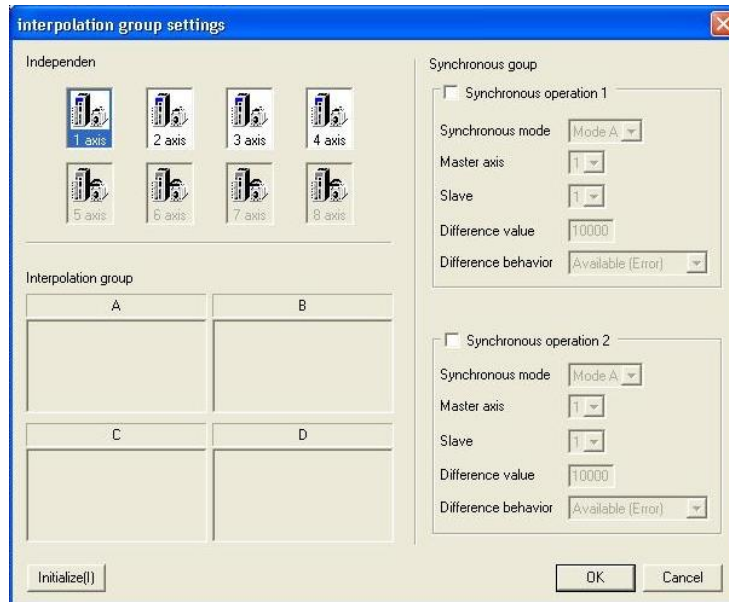 interpolation group settings
Independen
1 axis
2 axis
3 axis
4 axis
5 axis
6 axis
7 axis
8 axis
Interpolation group
A
B
C
D
Initialize(I)
Synchronous goup
Synchronous operation 1
Synchronous mode
Mode A
Master axis
1
Slave
1
Difference value
10000
Difference behavior
Available (Error)
Synchronous operation 2
Synchronous mode
Mode A
Master axis
1
Slave
1
Difference value
10000
Difference behavior
Available (Error)
OK
Cancel